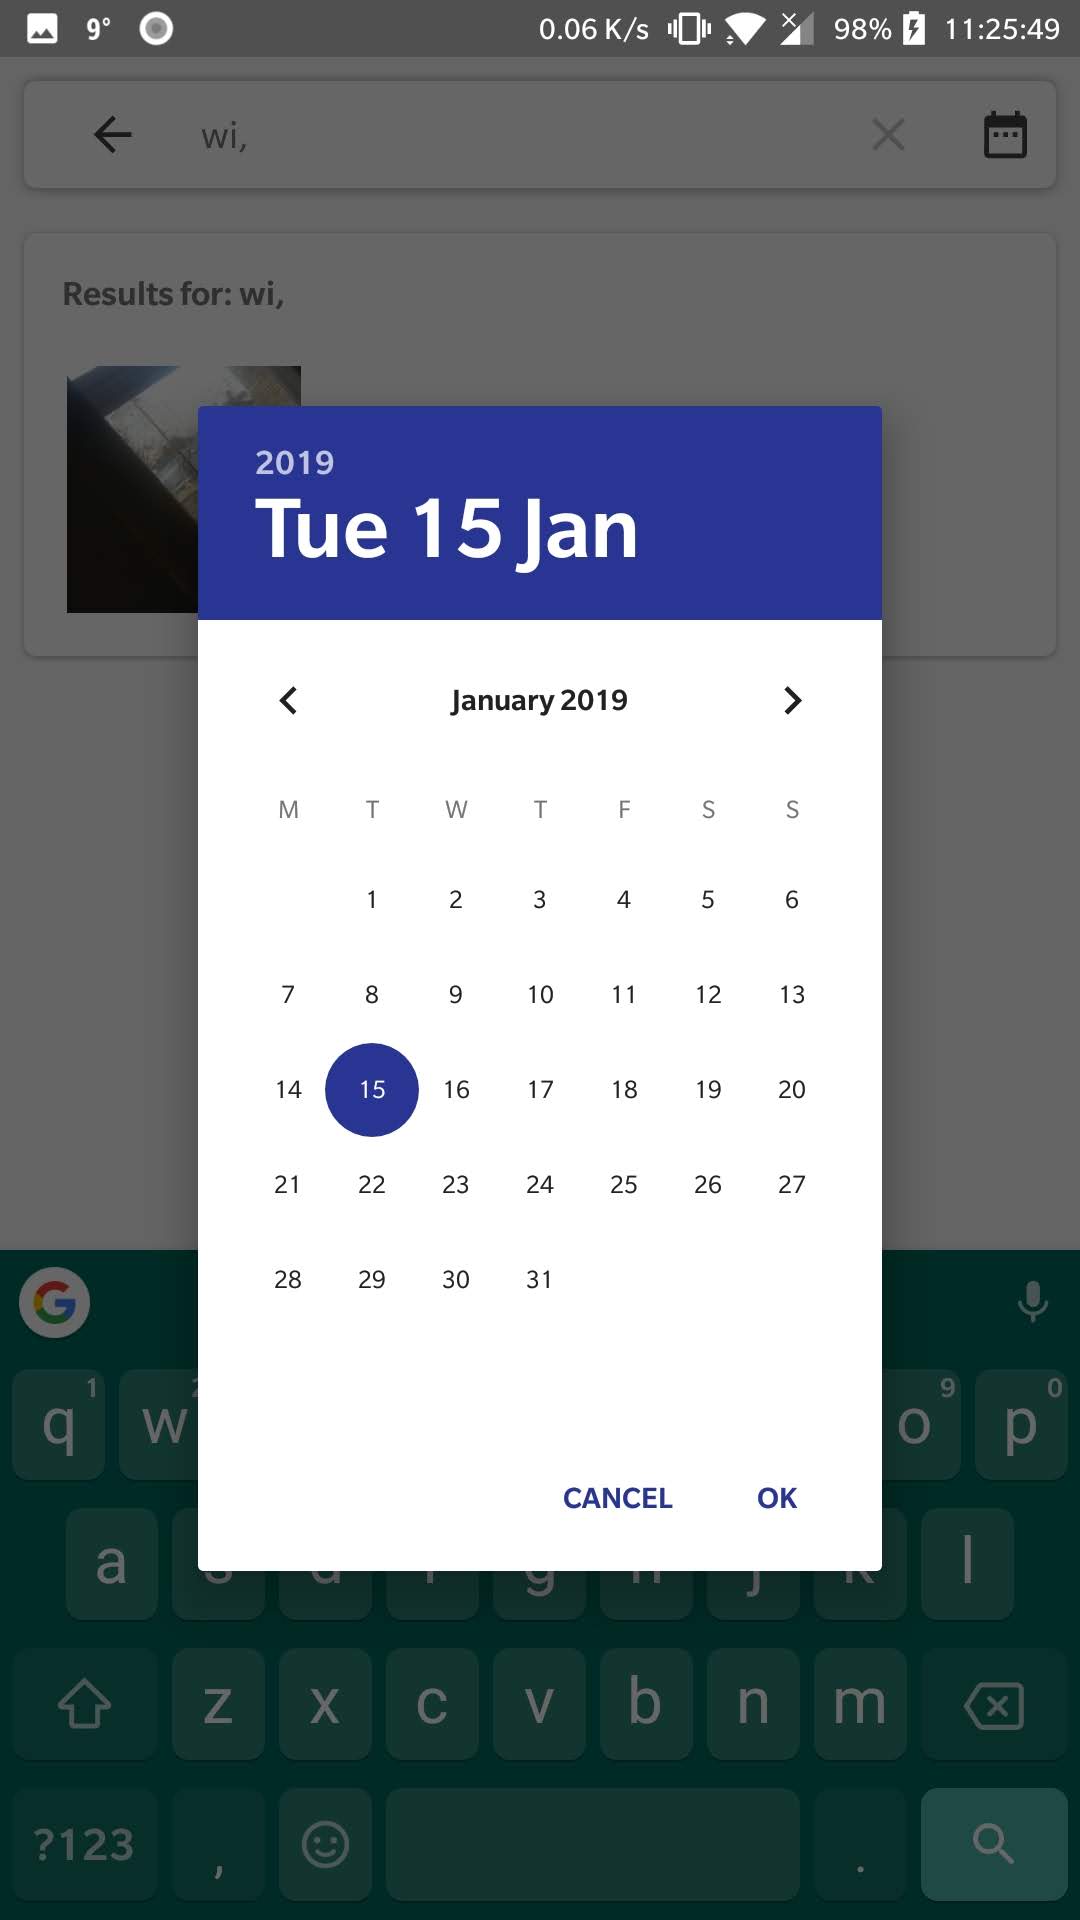 9° 0.06 K/s 98% 11:25:49
wi,
Results for: wi,
2019
Tue 15 Jan
January 2019
M T W T F S S
1 2 3 4 5 6
7 8 9 10 11 12 13
14 15 16 17 18 19 20
21 22 23 24 25 26 27
28 29 30 31
CANCEL OK
1 9 0
q w o p
a l
z x c v b n m
?123 , .